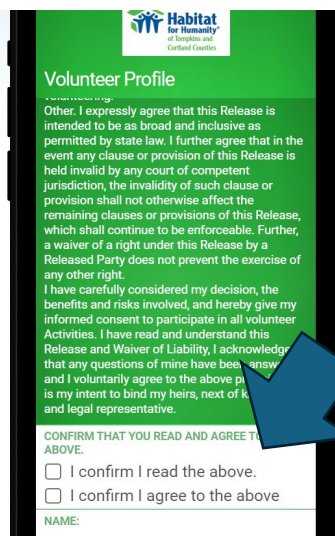 Habitat
for Humanity®
of Tompkins and
Cortland Counties
Volunteer Profile
volunteering.
Other. I expressly agree that this Release is
intended to be as broad and inclusive as
permitted by state law. I further agree that in the
event any clause or provision of this Release is
held invalid by any court of competent
jurisdiction, the invalidity of such clause or
provision shall not otherwise affect the
remaining clauses or provisions of this Release,
which shall continue to be enforceable. Further,
a waiver of a right under this Release by a
Released Party does not prevent the exercise of
any other right.
I have carefully considered my decision, the
benefits and risks involved, and hereby give my
informed consent to participate in all volunteer
Activities. I have read and understand this
Release and Waiver of Liability, I acknowledge
that any questions of mine have been
and I voluntarily agree to the above
is my intent to bind my heirs, next of
and legal representative.
CONFIRM THAT YOU READ AND AGREE
ABOVE.
I confirm I read the above.
I confirm I agree to the above
NAME: